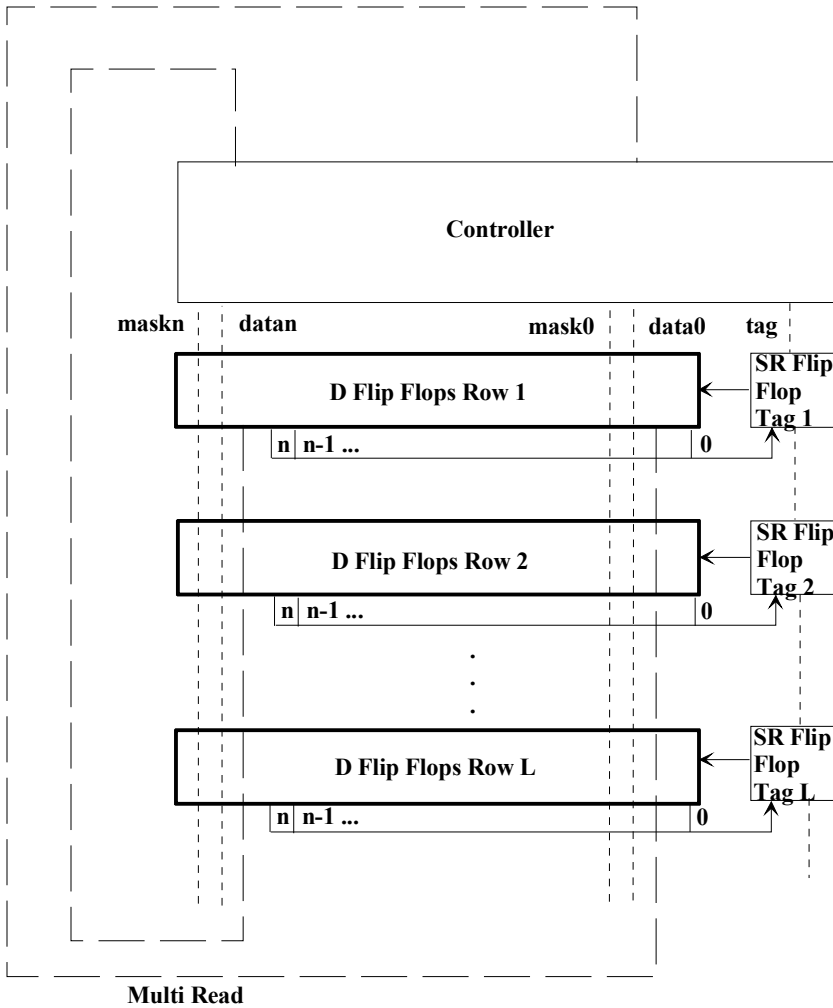 Controller
maskn datan mask0 data0 tag
D Flip Flops Row 1
SR Flip
Flop
Tag 1
n n-1 ... 0
D Flip Flops Row 2
SR Flip
Flop
Tag 2
n n-1 ... 0
.
.
.
D Flip Flops Row L
SR Flip
Flop
Tag L
n n-1 ... 0
Multi Read